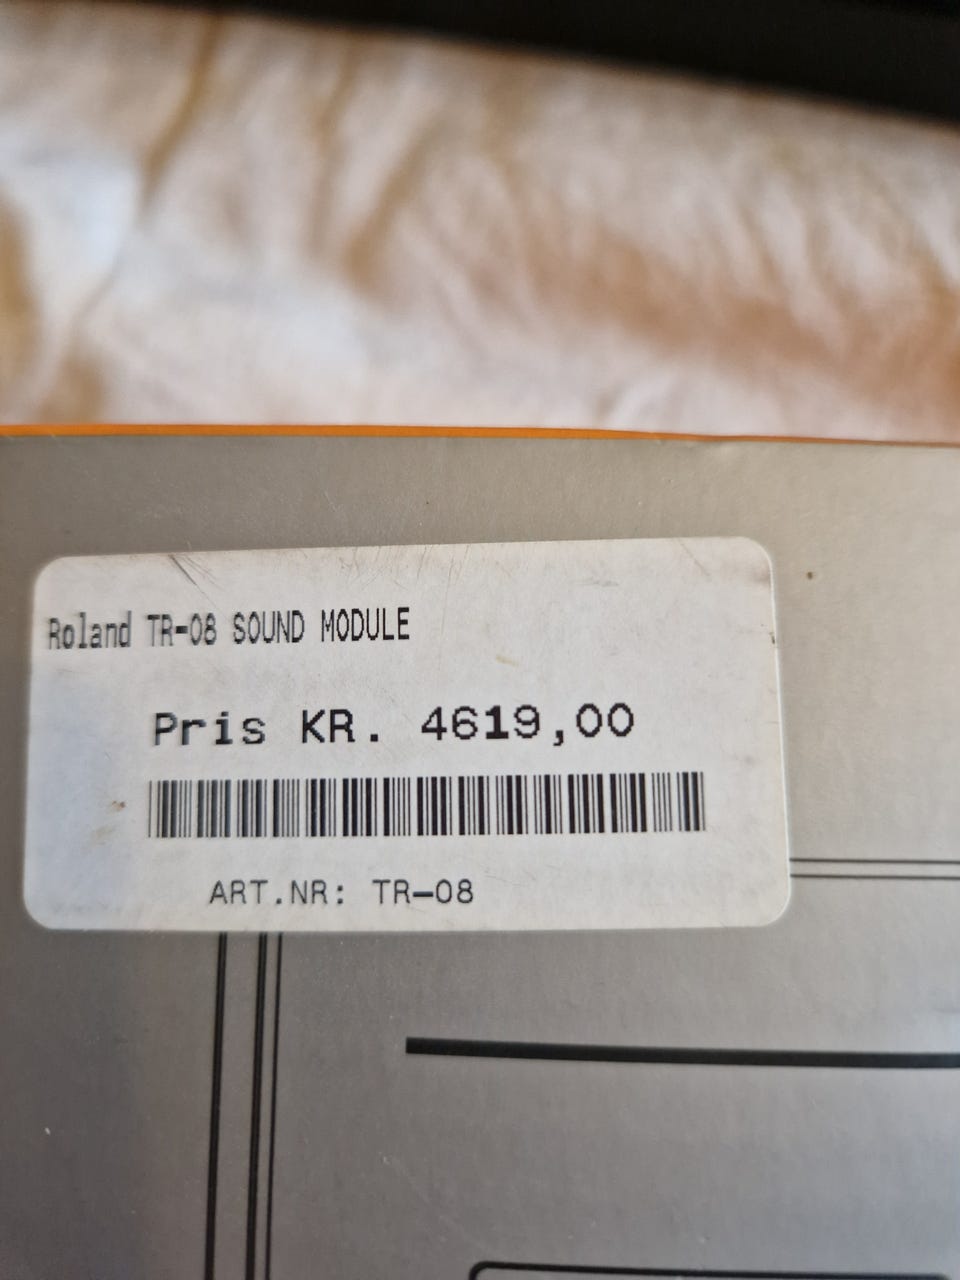 Roland TR-08 SOUND MODULE
Pris KR. 4619,00
ART.NR: TR-08